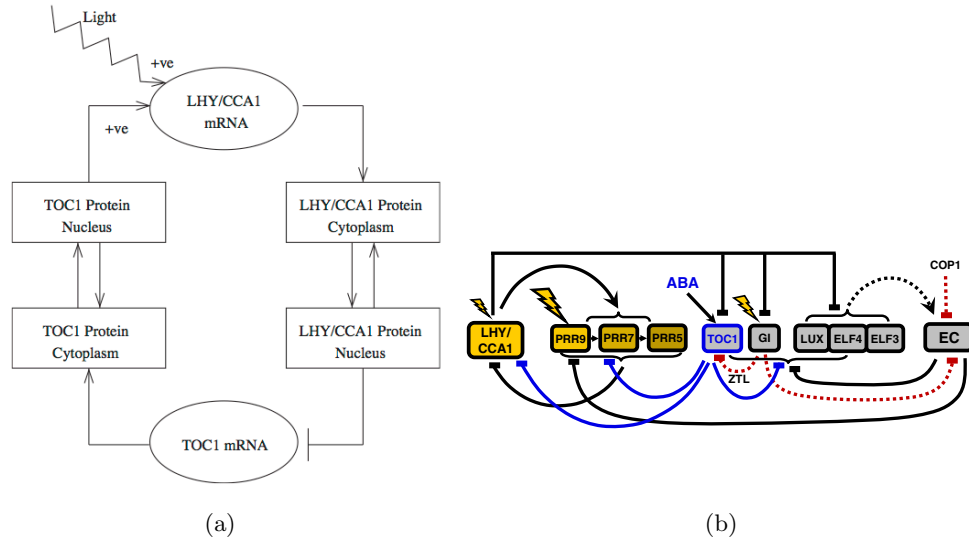 Light
+ve
LHY/CCA1
mRNA
+ve
TOC1 Protein
Nucleus
LHY/CCA1 Protein
Cytoplasm
TOC1 Protein
Cytoplasm
LHY/CCA1 Protein
Nucleus
TOC1 mRNA
(a)
COP1
ABA
LHY/
CCA1
PRR9
PRR7
PRR5
TOC1
GI
LUX
ELF4
ELF3
EC
ZTL
(b)